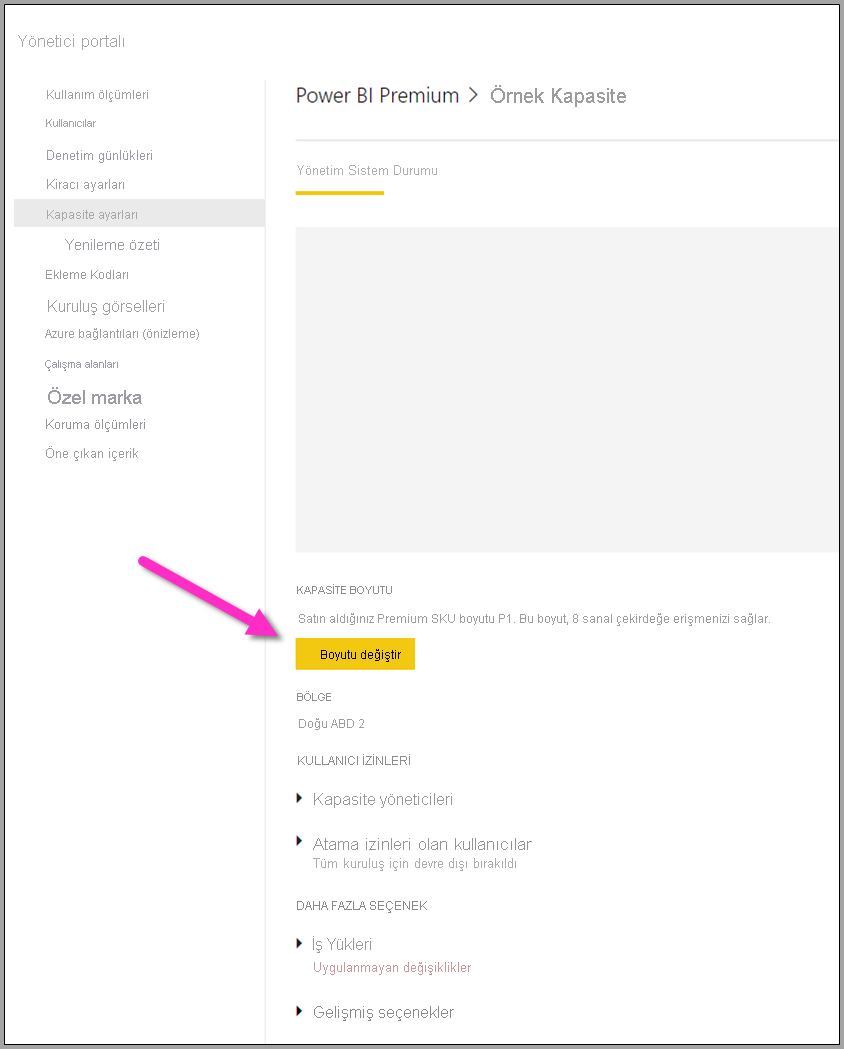 Yönetici portalı
Kullanım ölçümleri
Kullanıcılar
Denetim günlükleri
Kiracı ayarları
Kapasite ayarları
Yenileme özeti
Ekleme Kodları
Kuruluş görselleri
Azure bağlantıları (önizleme)
Çalışma alanları
Özel marka
Koruma ölçümleri
Öne çıkan içerik
Power BI Premium > Örnek Kapasite
Yönetim Sistem Durumu
KAPASİTE BOYUTU
Satın aldığınız Premium SKU boyutu P1. Bu boyut, 8 sanal çekirdeğe erişmenizi sağlar.
Boyutu değiştir
BÖLGE
Doğu ABD 2
KULLANICI İZİNLERİ
Kapasite yöneticileri
Atama izinleri olan kullanıcılar
Tüm kuruluş için devre dışı bırakıldı
DAHA FAZLA SEÇENEK
İş Yükleri
Uygulanmayan değişiklikler
Gelişmiş seçenekler